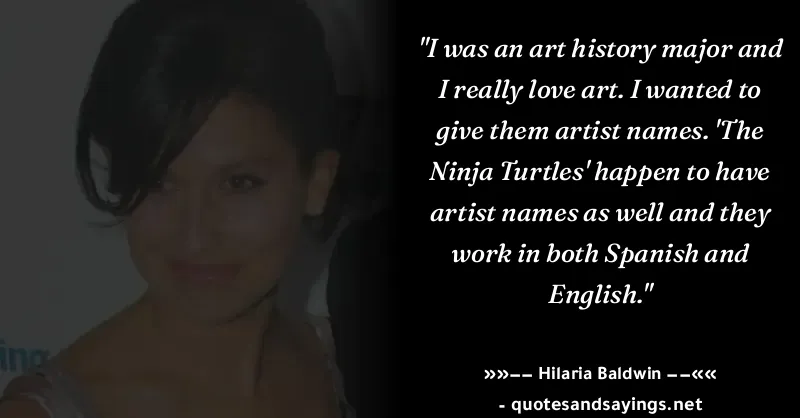 "I was an art history major and
I really love art. I wanted to
give them artist names. 'The
Ninja Turtles' happen to have
artist names as well and they
work in both Spanish and
English."
»»—— Hilaria Baldwin ——««
- quotesandsayings.net
ing